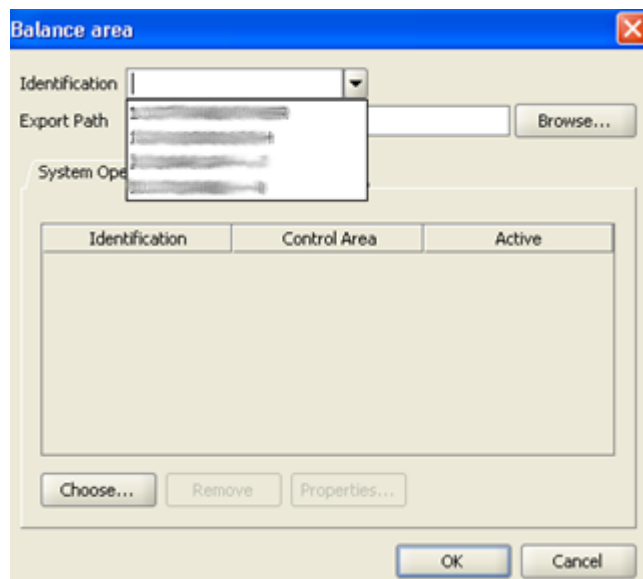 Balance area
Identification
Export Path
Browse...
System Ope
Identification Control Area Active
Choose... Remove Properties...
OK Cancel